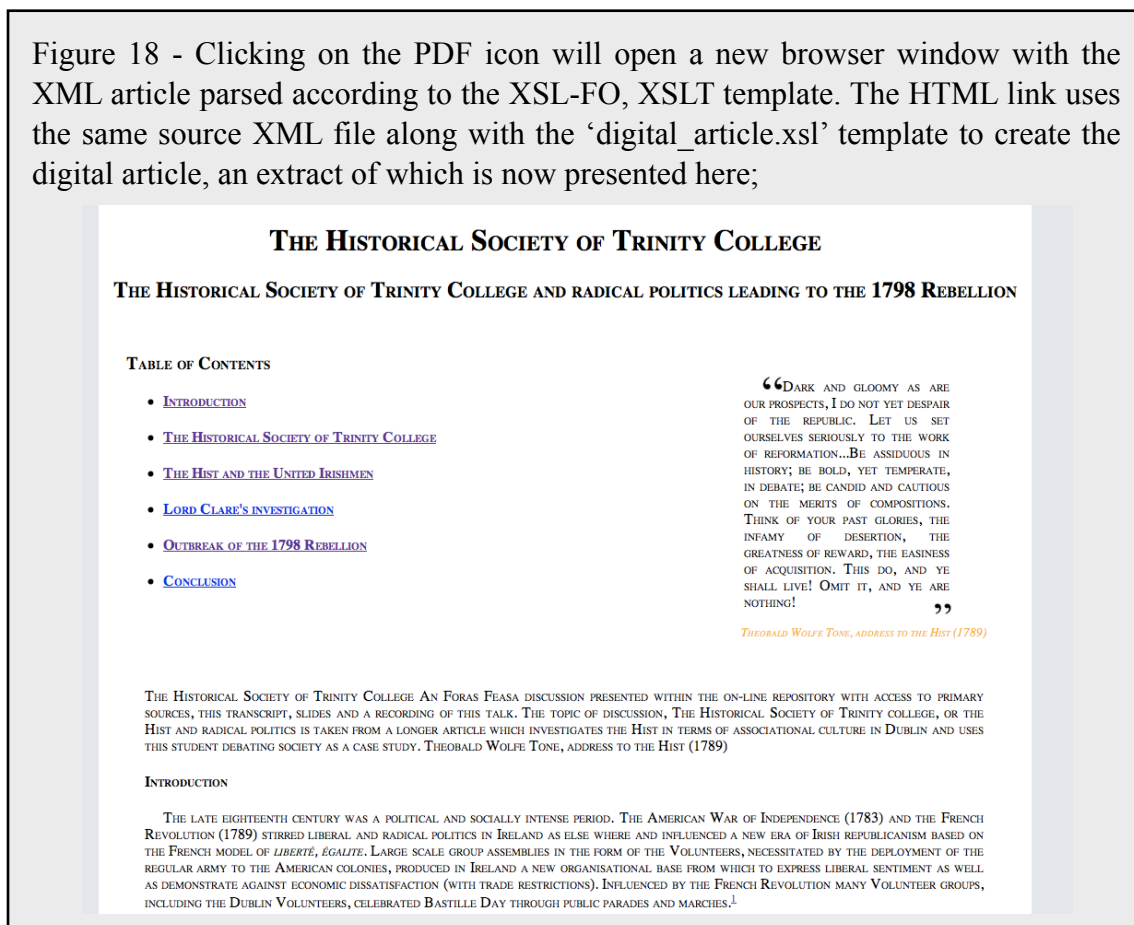 Figure 18 - Clicking on the PDF icon will open a new browser window with the
XML article parsed according to the XSL-FO, XSLT template. The HTML link uses
the same source XML file along with the ‘digital_article.xsl’ template to create the
digital article, an extract of which is now presented here;
The Historical Society of Trinity College
The Historical Society of Trinity College and radical politics leading to the 1798 Rebellion
Table of Contents
• Introduction
• The Historical Society of Trinity College
• The Hist and the United Irishmen
• Lord Clare's investigation
• Outbreak of the 1798 Rebellion
• Conclusion
“Dark and gloomy as are
our prospects, I do not yet despair
of the republic. Let us set
ourselves seriously to the work
of reformation...Be assiduous in
history; be bold, yet temperate,
in debate; be candid and cautious
on the merits of compositions.
Think of your past glories, the
infamy of desertion, the
greatness of reward, the easiness
of acquisition. This do, and ye
shall live! Omit it, and ye are
nothing! ”
Theobald Wolfe Tone, address to the Hist (1789)
The Historical Society of Trinity College An Foras Feasa discussion presented within the on-line repository with access to primary
sources, this transcript, slides and a recording of this talk. The topic of discussion, The Historical Society of Trinity college, or the
Hist and radical politics is taken from a longer article which investigates the Hist in terms of associational culture in Dublin and uses
this student debating society as a case study. Theobald Wolfe Tone, address to the Hist (1789)
Introduction
The late eighteenth century was a political and socially intense period. The American War of Independence (1783) and the French
Revolution (1789) stirred liberal and radical politics in Ireland as else where and influenced a new era of Irish republicanism based on
the French model of liberté, égalite. Large scale group assemblies in the form of the Volunteers, necessitated by the deployment of the
regular army to the American colonies, produced in Ireland a new organisational base from which to express liberal sentiment as well
as demonstrate against economic dissatisfaction (with trade restrictions). Influenced by the French Revolution many Volunteer groups,
including the Dublin Volunteers, celebrated Bastille Day through public parades and marches.1